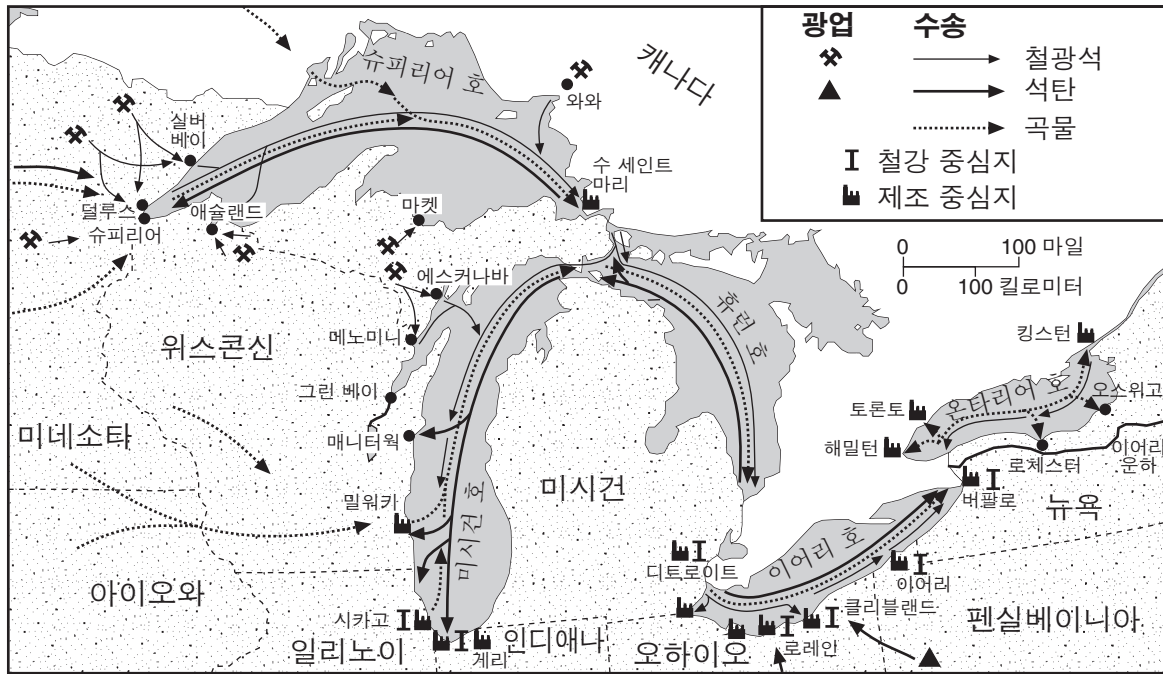 광업 수송
철광석
석탄
곡물
철강 중심지
제조 중심지
0 100 마일
0 100 킬로미터
캐나다
슈피리어 호
와와
실버
베이
수 세인트
마리
덜루스
슈피리어
애슐랜드
마켓
에스커나바
메노미니
위스콘신
그린 베이
매니터웍
미네소타
밀워키
미시건 호
미시건
휴런 호
아이오와
시카고
일리노이
게리
인디애나
킹스턴
온타리어 오
오스위고
토론토
해밀턴
로체스터
이어리
운하
버팔로
뉴욕
디트로이트
이어리 호
이어리
클리블랜드
로레인
오하이오
펜실베이니아